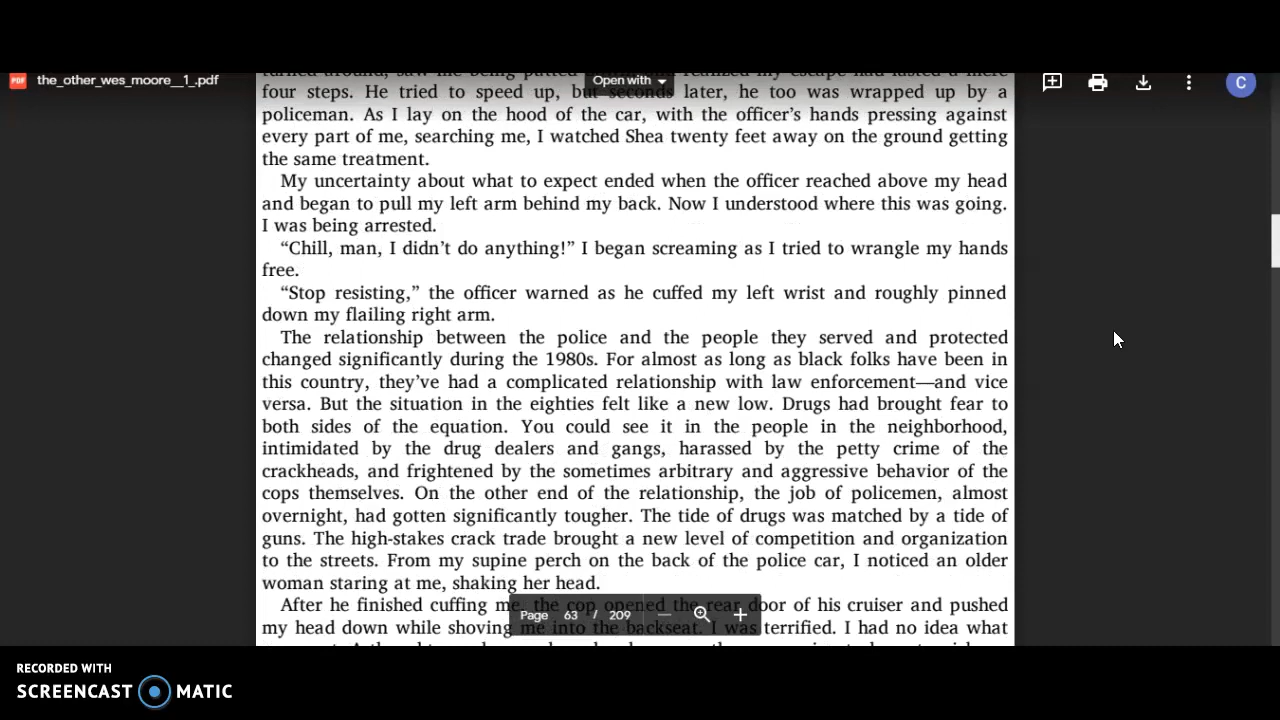 the_other_wes_moore__1_.pdf
Open with
C
four steps. He tried to speed up, but seconds later, he too was wrapped up by a
policeman. As I lay on the hood of the car, with the officer's hands pressing against
every part of me, searching me, I watched Shea twenty feet away on the ground getting
the same treatment.
My uncertainty about what to expect ended when the officer reached above my head
and began to pull my left arm behind my back. Now I understood where this was going.
I was being arrested.
“Chill, man, I didn't do anything!” I began screaming as I tried to wrangle my hands
free.
“Stop resisting,” the officer warned as he cuffed my left wrist and roughly pinned
down my flailing right arm.
The relationship between the police and the people they served and protected
changed significantly during the 1980s. For almost as long as black folks have been in
this country, they've had a complicated relationship with law enforcement—and vice
versa. But the situation in the eighties felt like a new low. Drugs had brought fear to
both sides of the equation. You could see it in the people in the neighborhood,
intimidated by the drug dealers and gangs, harassed by the petty crime of the
crackheads, and frightened by the sometimes arbitrary and aggressive behavior of the
cops themselves. On the other end of the relationship, the job of policemen, almost
overnight, had gotten significantly tougher. The tide of drugs was matched by a tide of
guns. The high-stakes crack trade brought a new level of competition and organization
to the streets. From my supine perch on the back of the police car, I noticed an older
woman staring at me, shaking her head.
After he finished cuffing me, the cop opened the rear door of his cruiser and pushed
Page 63 / 209
my head down while shoving me into the backseat. I was terrified. I had no idea what
RECORDED WITH
SCREENCAST MATIC